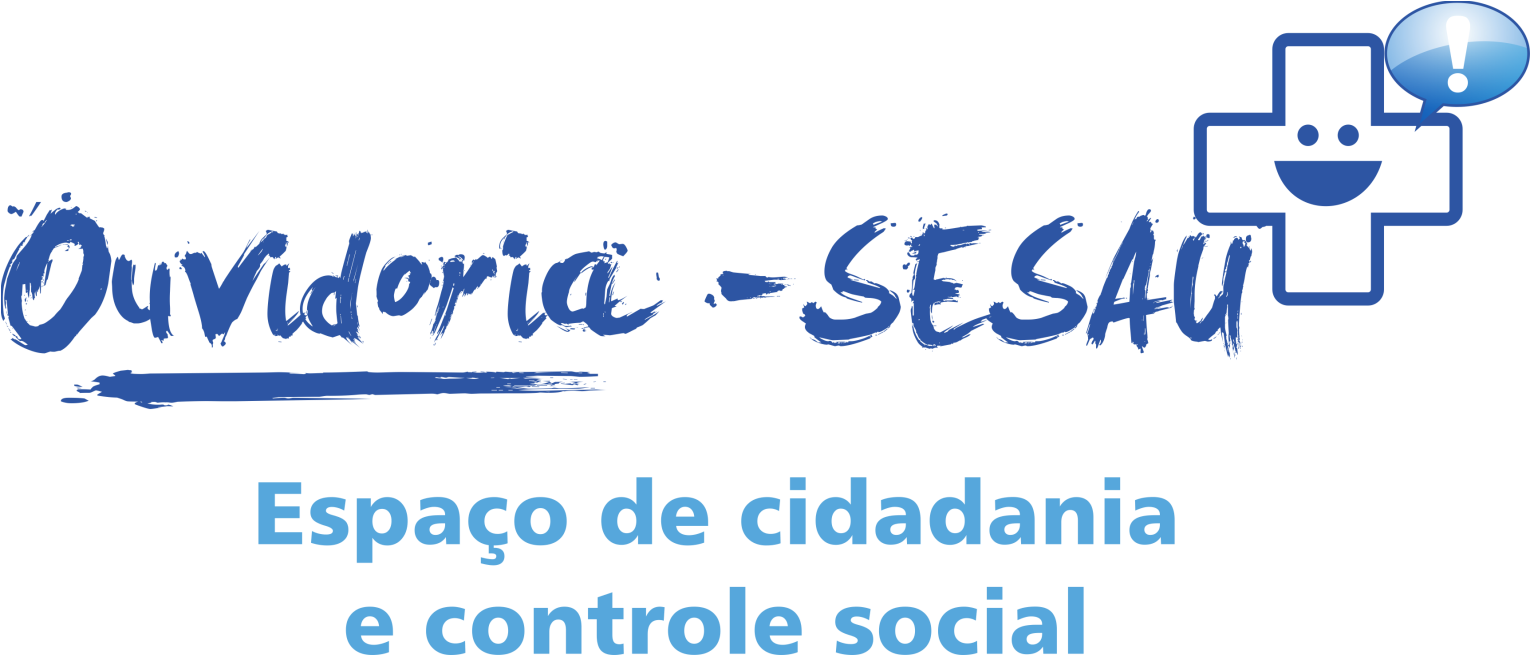 Ouvidoria - SESAU
!
Espaço de cidadania
e controle social